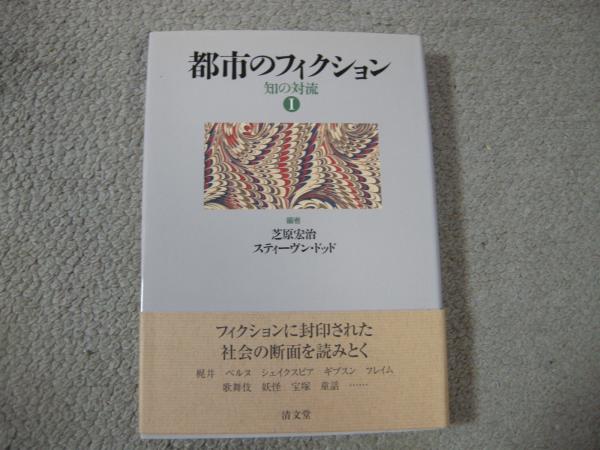 都市のフィクション
知の対流
I
編者
芝原宏治
スティーヴン・ドッド
フィクションに封印された
社会の断面を読みとく
梶井 ベルヌ シェイクスピア ギブスン フレイム
歌舞伎 妖怪 宝塚 童話 ……
清文堂